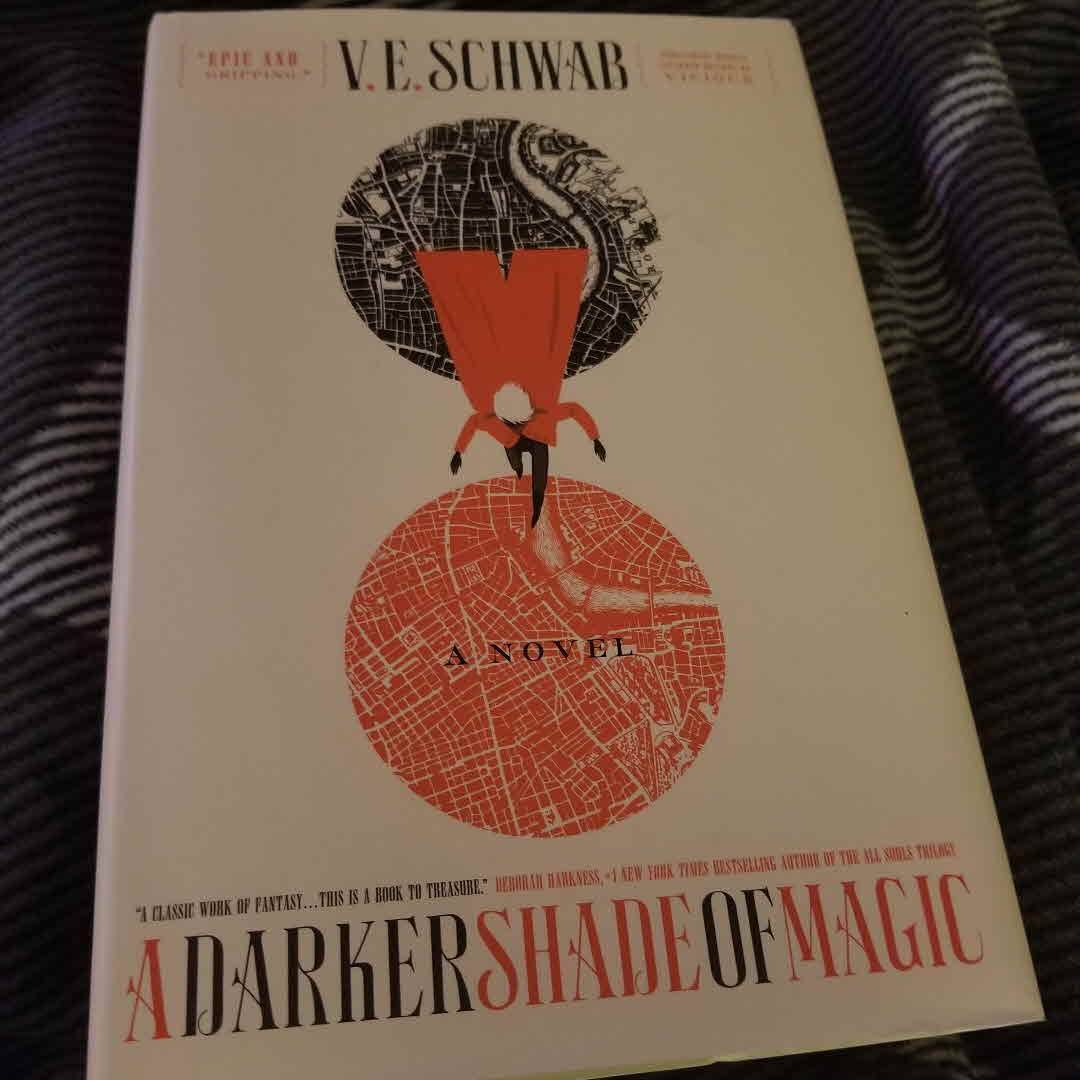 "EPIC AND
GRIPPING."
V. E. SCHWAB
VICIOUS
A NOVEL
"A CLASSIC WORK OF FANTASY...THIS IS A BOOK TO TREASURE." DEBORAH HARKNESS, #1 NEW YORK TIMES BESTSELLING AUTHOR OF THE ALL SOULS TRILOGY
A DARKER SHADE OF MAGIC